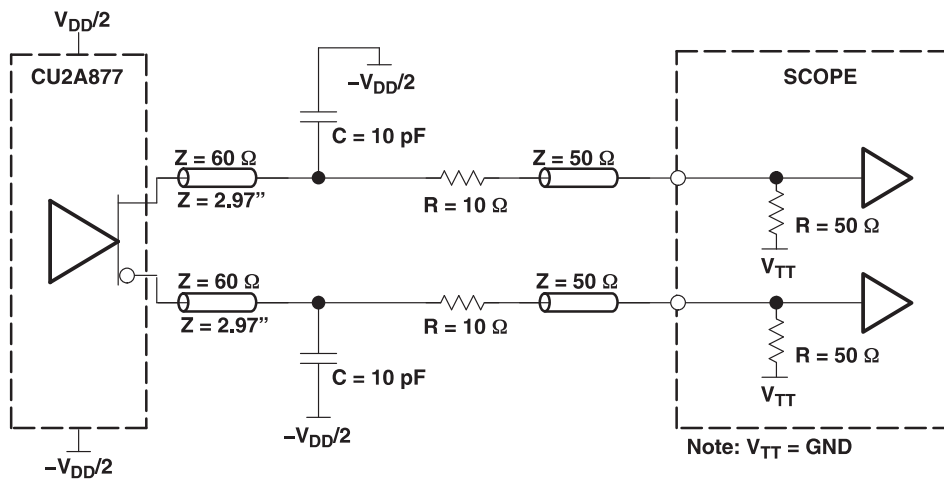 V_DD/2
CU2A877
–V_DD/2
C = 10 pF
Z = 60 Ω
Z = 2.97”
R = 10 Ω
Z = 50 Ω
SCOPE
R = 50 Ω
V_TT
Z = 60 Ω
Z = 2.97”
C = 10 pF
–V_DD/2
R = 10 Ω
Z = 50 Ω
R = 50 Ω
V_TT
–V_DD/2
Note: V_TT = GND